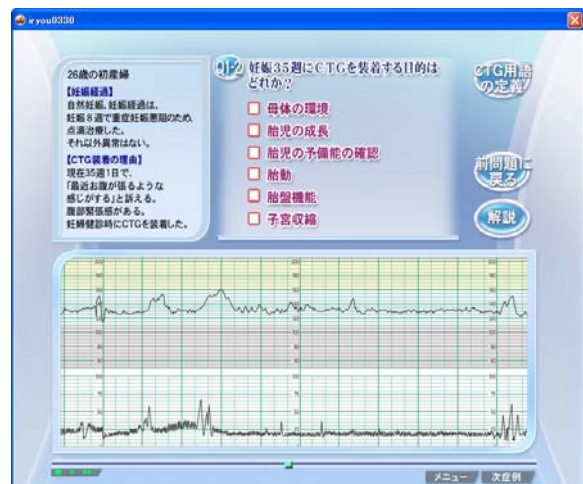 iryou0330
26歳の初産婦
【妊娠経過】
自然妊娠、妊娠経過は、
妊娠8週で重症妊娠悪阻のため、
点滴治療した。
それ以外異常はない。
【CTG装着の理由】
現在35週1日で、
「最近お腹が張るような
感じがする」と訴える。
腹部緊張感がある。
妊婦健診時にCTGを装着した。
Q12 妊娠35週にCTGを装着する目的は
どれか?
母体の環境
胎児の成長
胎児の予備能の確認
胎動
胎盤機能
子宮収縮
CTG用語
の定義
前問題に
戻る
解説
メニュー
次症例